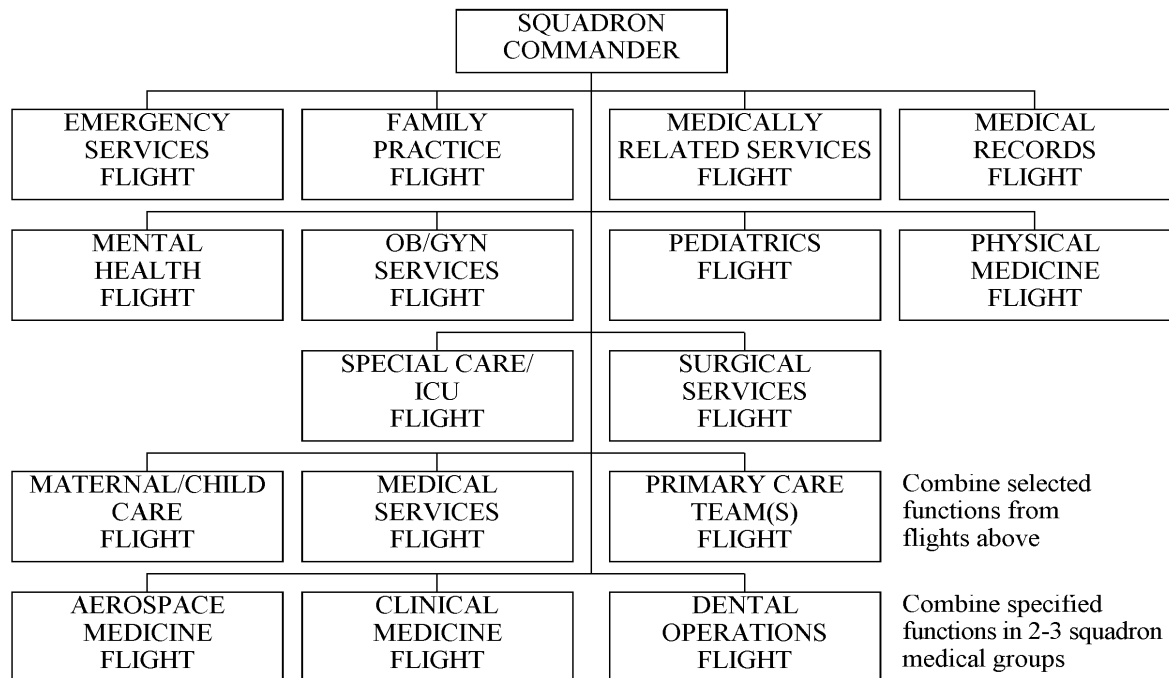 SQUADRON
COMMANDER
EMERGENCY
SERVICES
FLIGHT
FAMILY
PRACTICE
FLIGHT
MEDICALLY
RELATED SERVICES
FLIGHT
MEDICAL
RECORDS
FLIGHT
MENTAL
HEALTH
FLIGHT
OB/GYN
SERVICES
FLIGHT
PEDIATRICS
FLIGHT
PHYSICAL
MEDICINE
FLIGHT
SPECIAL CARE/
ICU
FLIGHT
SURGICAL
SERVICES
FLIGHT
MATERNAL/CHILD
CARE
FLIGHT
MEDICAL
SERVICES
FLIGHT
PRIMARY CARE
TEAM(S)
FLIGHT
Combine selected
functions from
flights above
AEROSPACE
MEDICINE
FLIGHT
CLINICAL
MEDICINE
FLIGHT
DENTAL
OPERATIONS
FLIGHT
Combine specified
functions in 2-3 squadron
medical groups